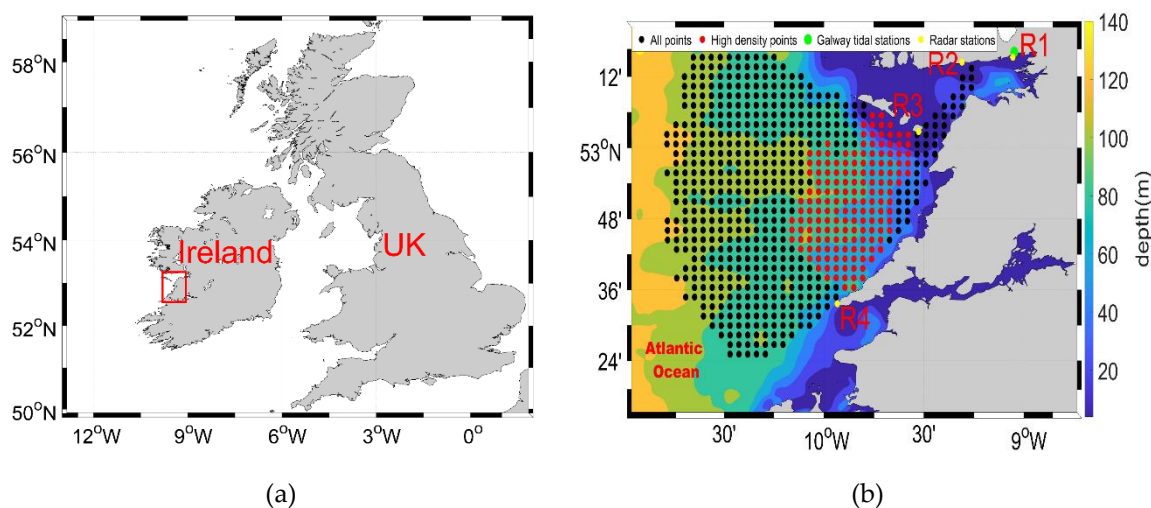 58°N
56°N
54°N
52°N
50°N
12°W 9°W 6°W 3°W 0°
Ireland
UK
(a)
All points High density points Galway tidal stations Radar stations
R1
R2
R3
R4
12'
53°N
48'
36'
24'
Atlantic
Ocean
30' 10°W 30' 9°W
140
120
100
80
60
40
20
depth(m)
(b)